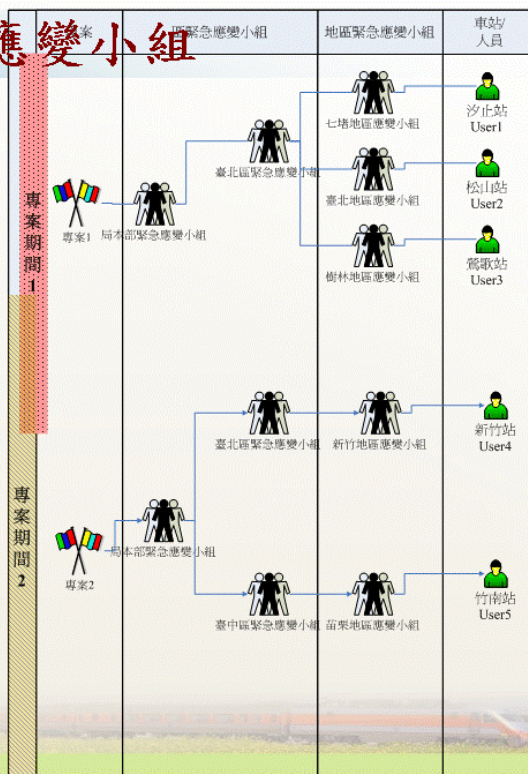 應變小組
專案
區緊急應變小組
地區緊急應變小組
車站/
人員
專案期間1
專案1
局本部緊急應變小組
臺北區緊急應變小組
七堵地區應變小組
汐止站
User1
臺北地區應變小組
松山站
User2
樹林地區應變小組
鶯歌站
User3
專案期間2
專案2
局本部緊急應變小組
臺北區緊急應變小組
新竹地區應變小組
新竹站
User4
臺中區緊急應變小組
苗栗地區應變小組
竹南站
User5